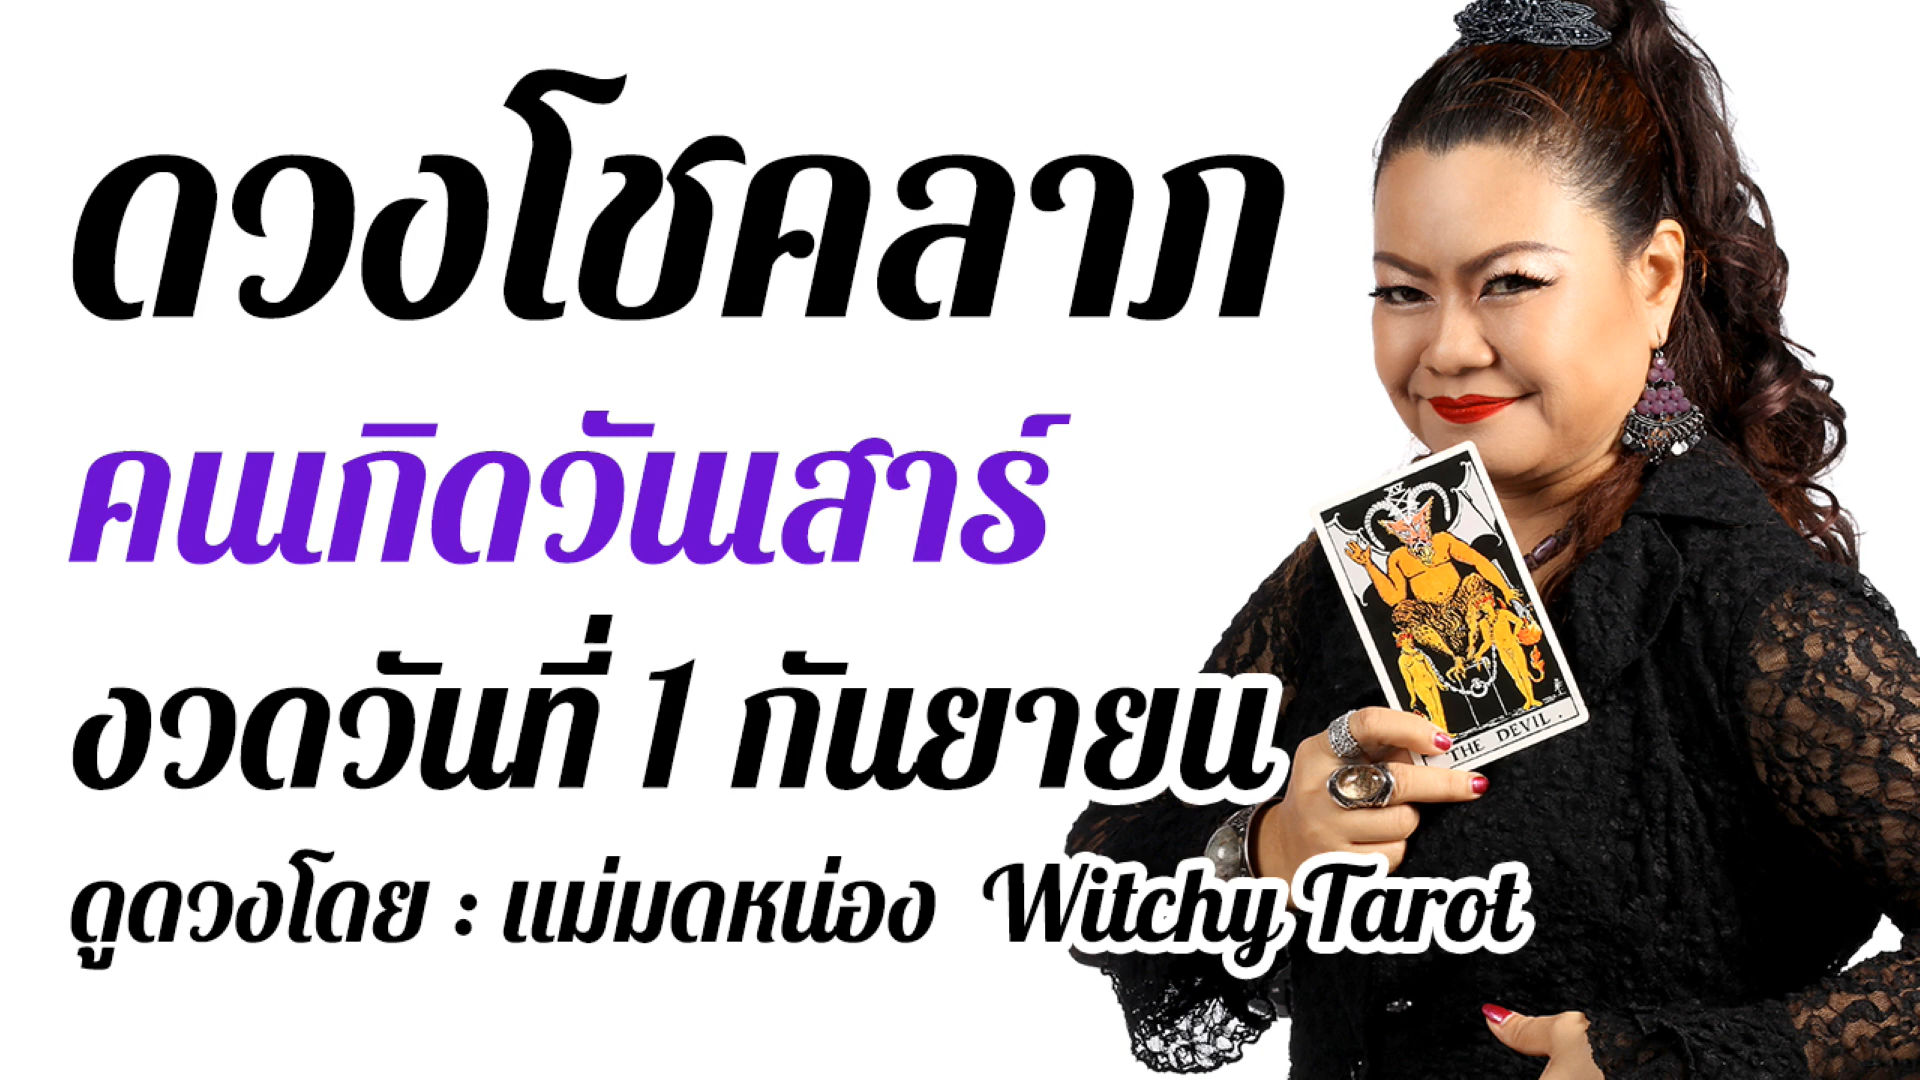 ดวงโชคลาภ
คนเกิดวันเสาร์
งวดวันที่ 1 กันยายน
ดูดวงโดย : แม่มดหน่อง Witchy Tarot
XV
THE DEVIL.